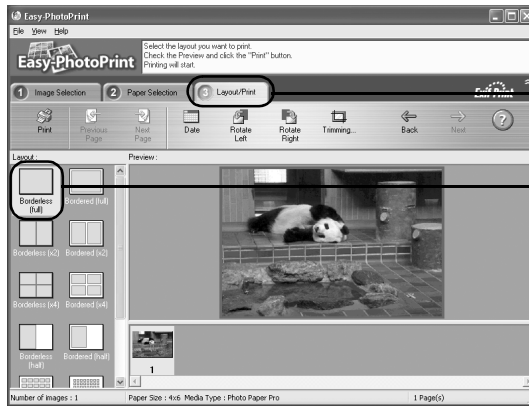 Easy-PhotoPrint
File View Help
Easy-PhotoPrint
Select the layout you want to print.
Check the Preview and click the "Print" button.
Printing will start.
1 Image Selection 2 Paper Selection 3 Layout/Print
Exif Print
Print Previous Page Next Page Date Rotate Left Rotate Right Trimming... Back Next ?
Layout : Preview :
Borderless (full) Bordered (full)
Borderless (x2) Bordered (x2)
Borderless (x4) Bordered (x4)
Borderless (half) Bordered (half)
1
Number of images : 1 Paper Size : 4x6 Media Type : Photo Paper Pro 1 Page(s)